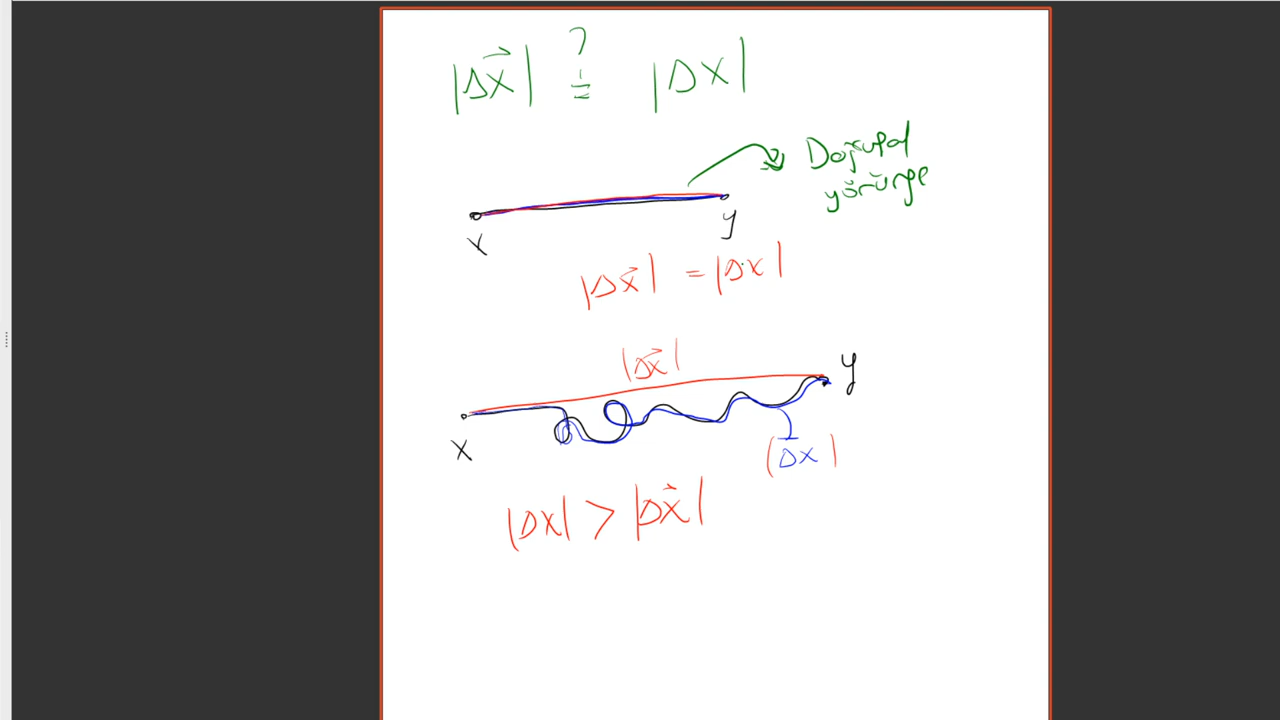 |Δx⃗| ≟ |Δx|
Doğrusal
yörünge
x
y
|Δx⃗| = |Δx|
|Δx⃗|
y
x
|Δx|
|Δx| > |Δx⃗|